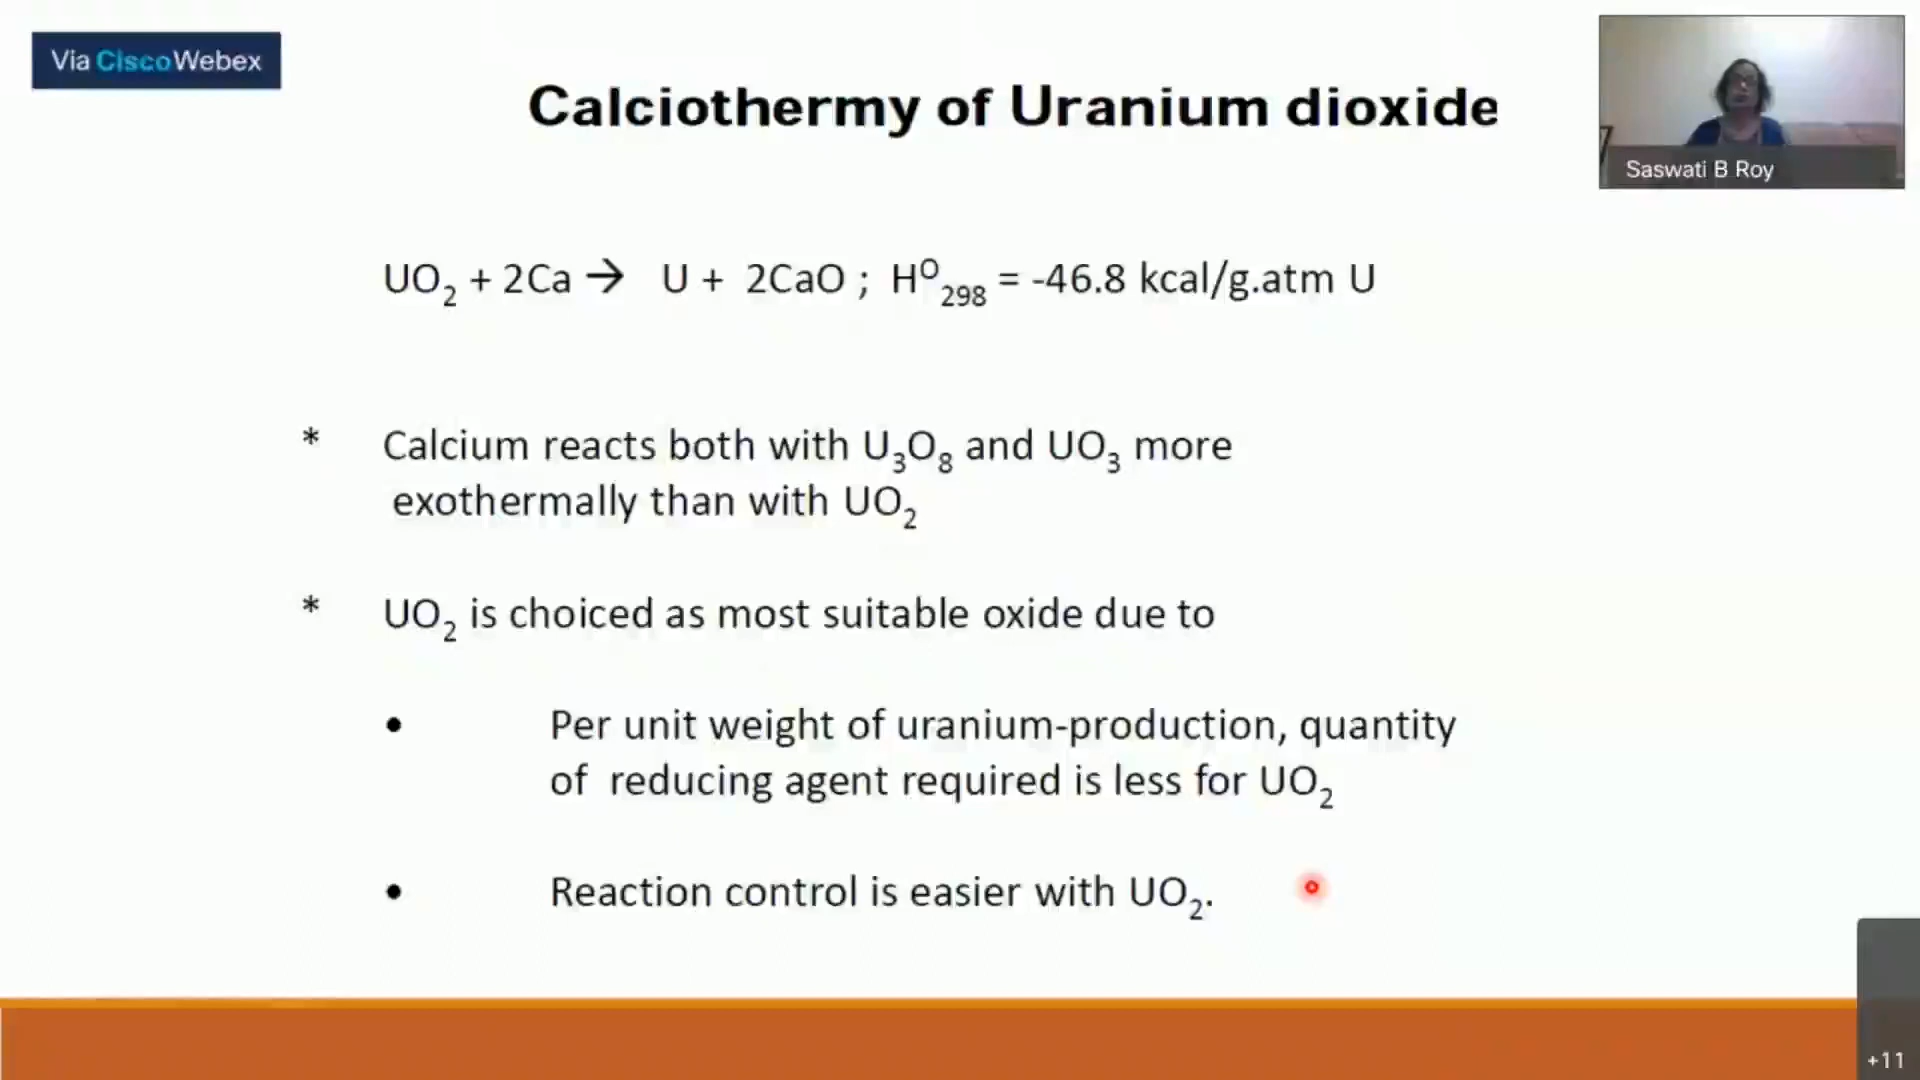 Via Cisco Webex
Calciothermy of Uranium dioxide
Saswati B Roy
UO₂ + 2Ca → U + 2CaO ; Hᴼ₂₉₈ = -46.8 kcal/g.atm U
* Calcium reacts both with U₃O₈ and UO₃ more
exothermally than with UO₂
* UO₂ is choiced as most suitable oxide due to
• Per unit weight of uranium-production, quantity
of reducing agent required is less for UO₂
• Reaction control is easier with UO₂.
+11